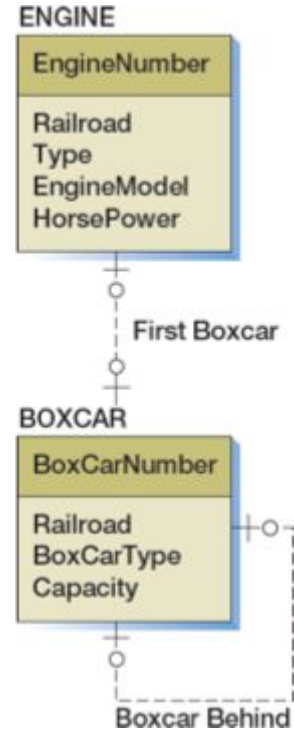 ENGINE
EngineNumber
Railroad
Type
EngineModel
HorsePower
First Boxcar
BOXCAR
BoxCarNumber
Railroad
BoxCarType
Capacity
Boxcar Behind